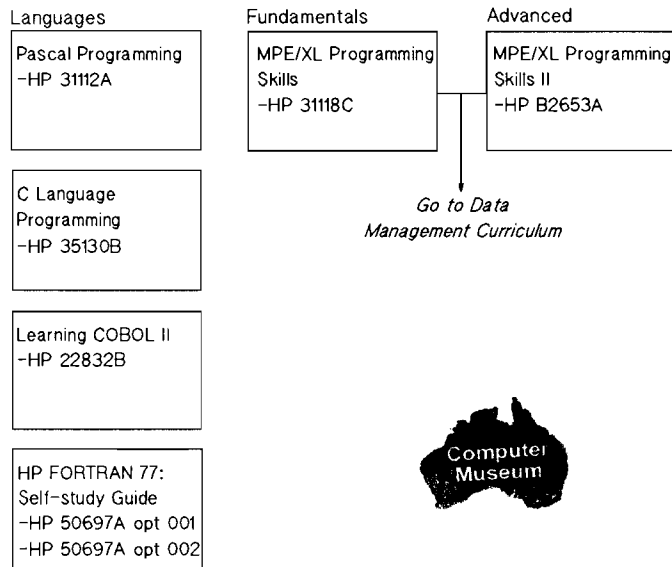 Languages
Pascal Programming
-HP 31112A
C Language
Programming
-HP 35130B
Learning COBOL II
-HP 22832B
HP FORTRAN 77:
Self-study Guide
-HP 50697A opt 001
-HP 50697A opt 002
Fundamentals
MPE/XL Programming
Skills
-HP 31118C
Advanced
MPE/XL Programming
Skills II
-HP B2653A
Go to Data
Management Curriculum
Computer
Museum